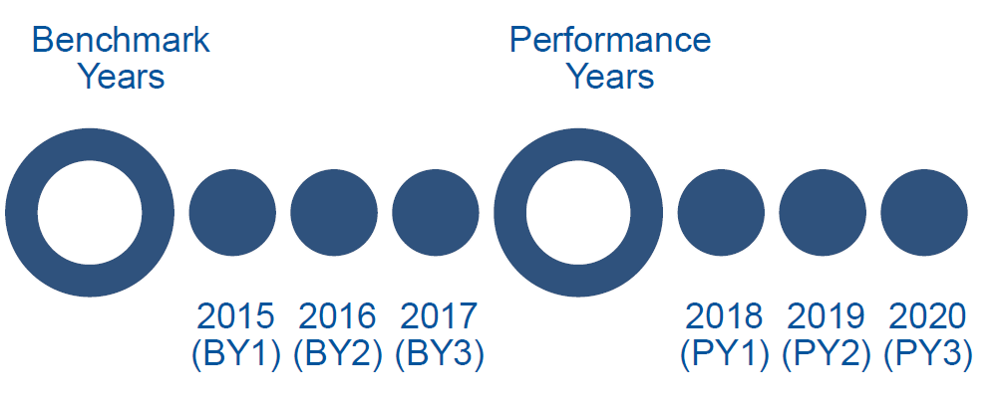 Benchmark
Years
Performance
Years
2015 2016 2017
(BY1) (BY2) (BY3)
2018 2019 2020
(PY1) (PY2) (PY3)